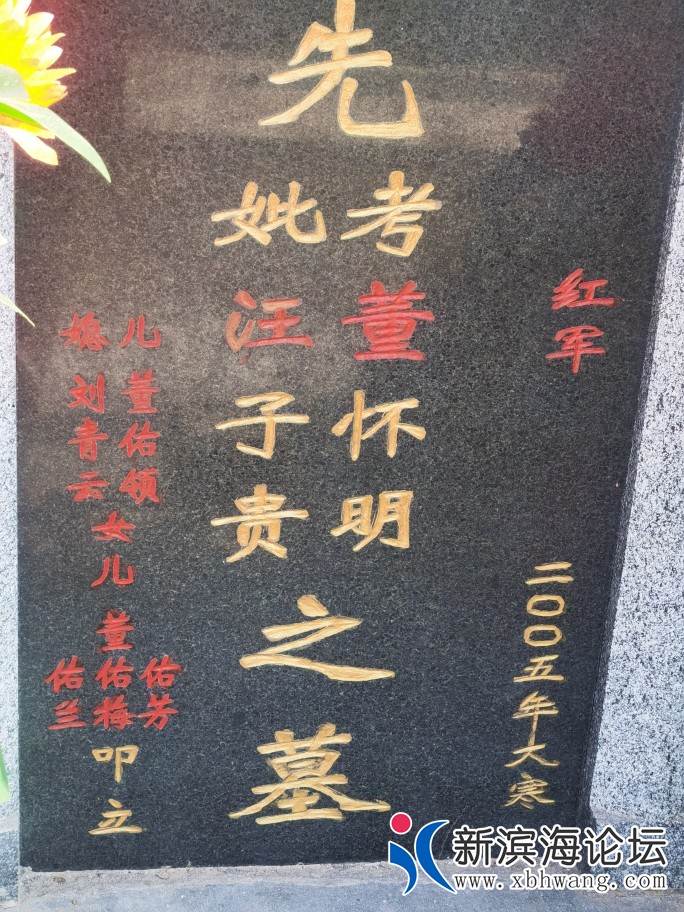 红军
二〇〇五年大寒
先
考董怀明
妣汪子贵
之墓
儿董佑领
媳刘青云
女儿
董
佑芳
佑梅
佑兰
叩立
新滨海论坛
www.xbhwang.com